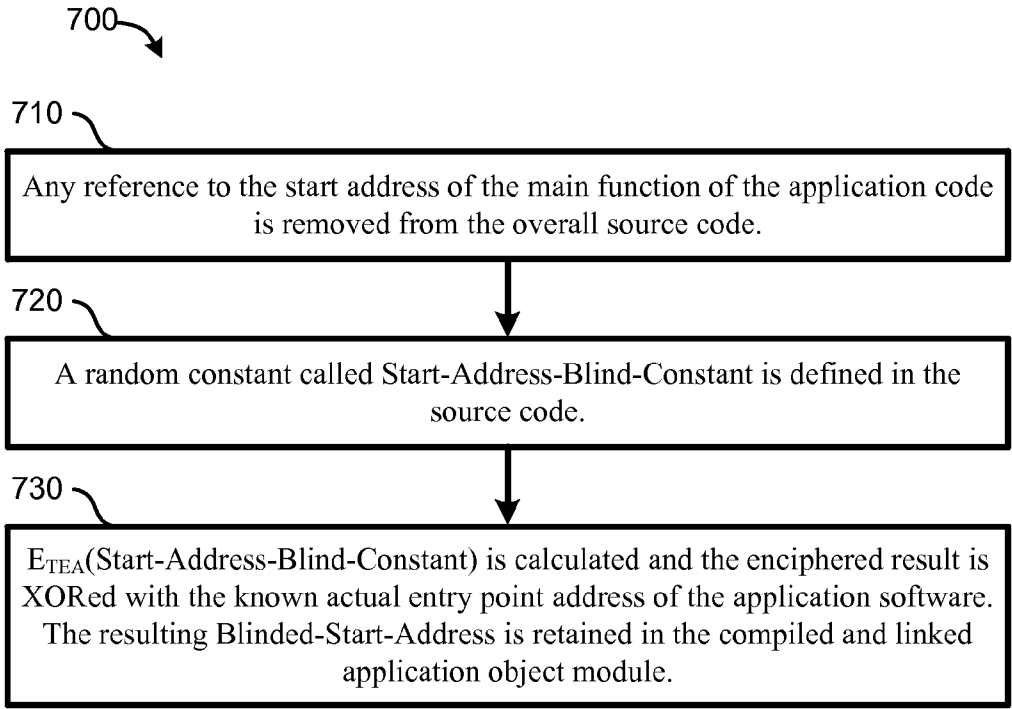 700
710
Any reference to the start address of the main function of the application code
is removed from the overall source code.
720
A random constant called Start-Address-Blind-Constant is defined in the
source code.
730
ETEA(Start-Address-Blind-Constant) is calculated and the enciphered result is
XORed with the known actual entry point address of the application software.
The resulting Blinded-Start-Address is retained in the compiled and linked
application object module.